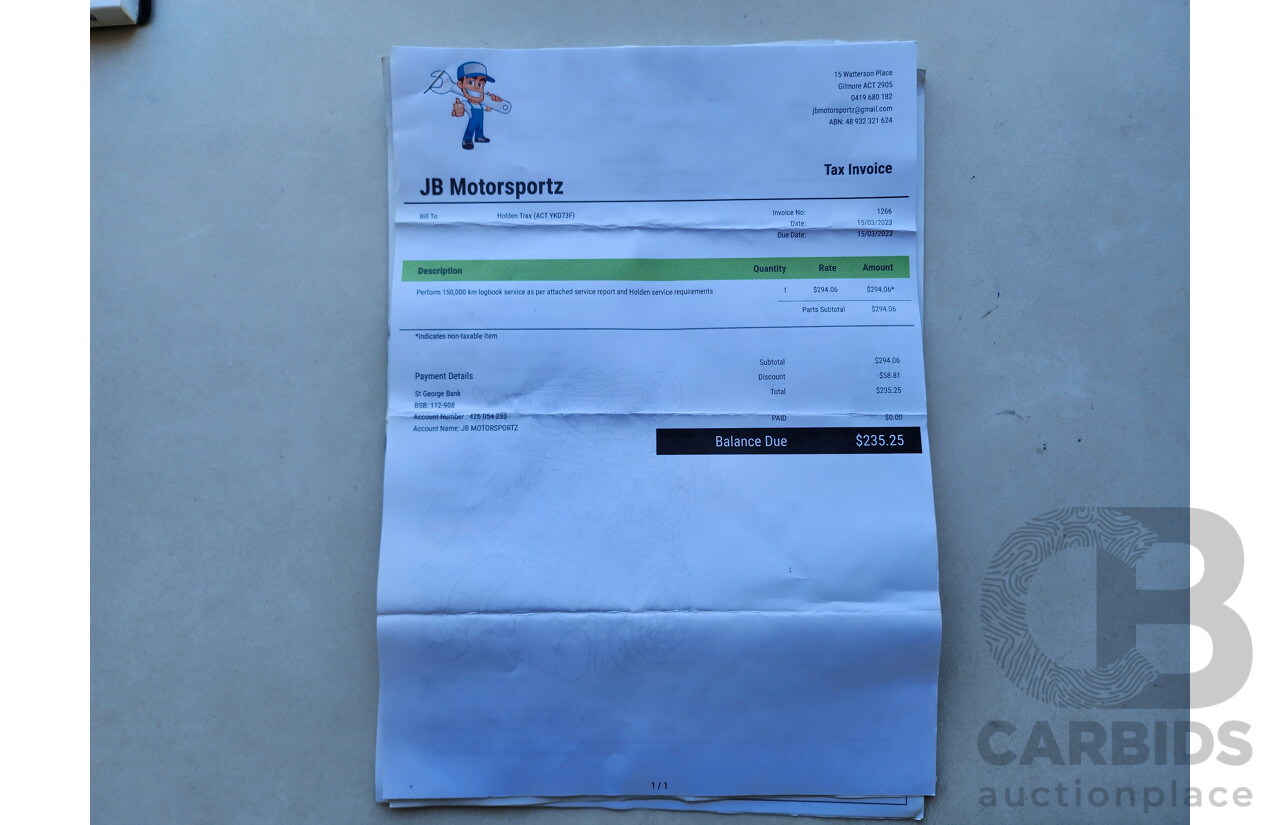 15 Watterson Place
Gilmore ACT 2905
0419 680 182
jbmotorsportz@gmail.com
ABN: 48 932 321 624
Tax Invoice
JB Motorsportz
Bill To: Holden Trax (ACT YKD73F) Invoice No: 1266
Date: 15/03/2023
Due Date: 15/03/2023
Description Quantity Rate Amount
Perform 150,000 km logbook service as per attached service report and Holden service requirements 1 $294.06 $294.06*
Parts Subtotal $294.06
*Indicates non-taxable item
Subtotal $294.06
Payment Details Discount -$58.81
Total $235.25
St George Bank
BSB: 112-908
Account Number : 426 054 293 PAID $0.00
Account Name: JB MOTORSPORTZ
Balance Due $235.25
1 / 1
CB
CARBIDS
auctionplace